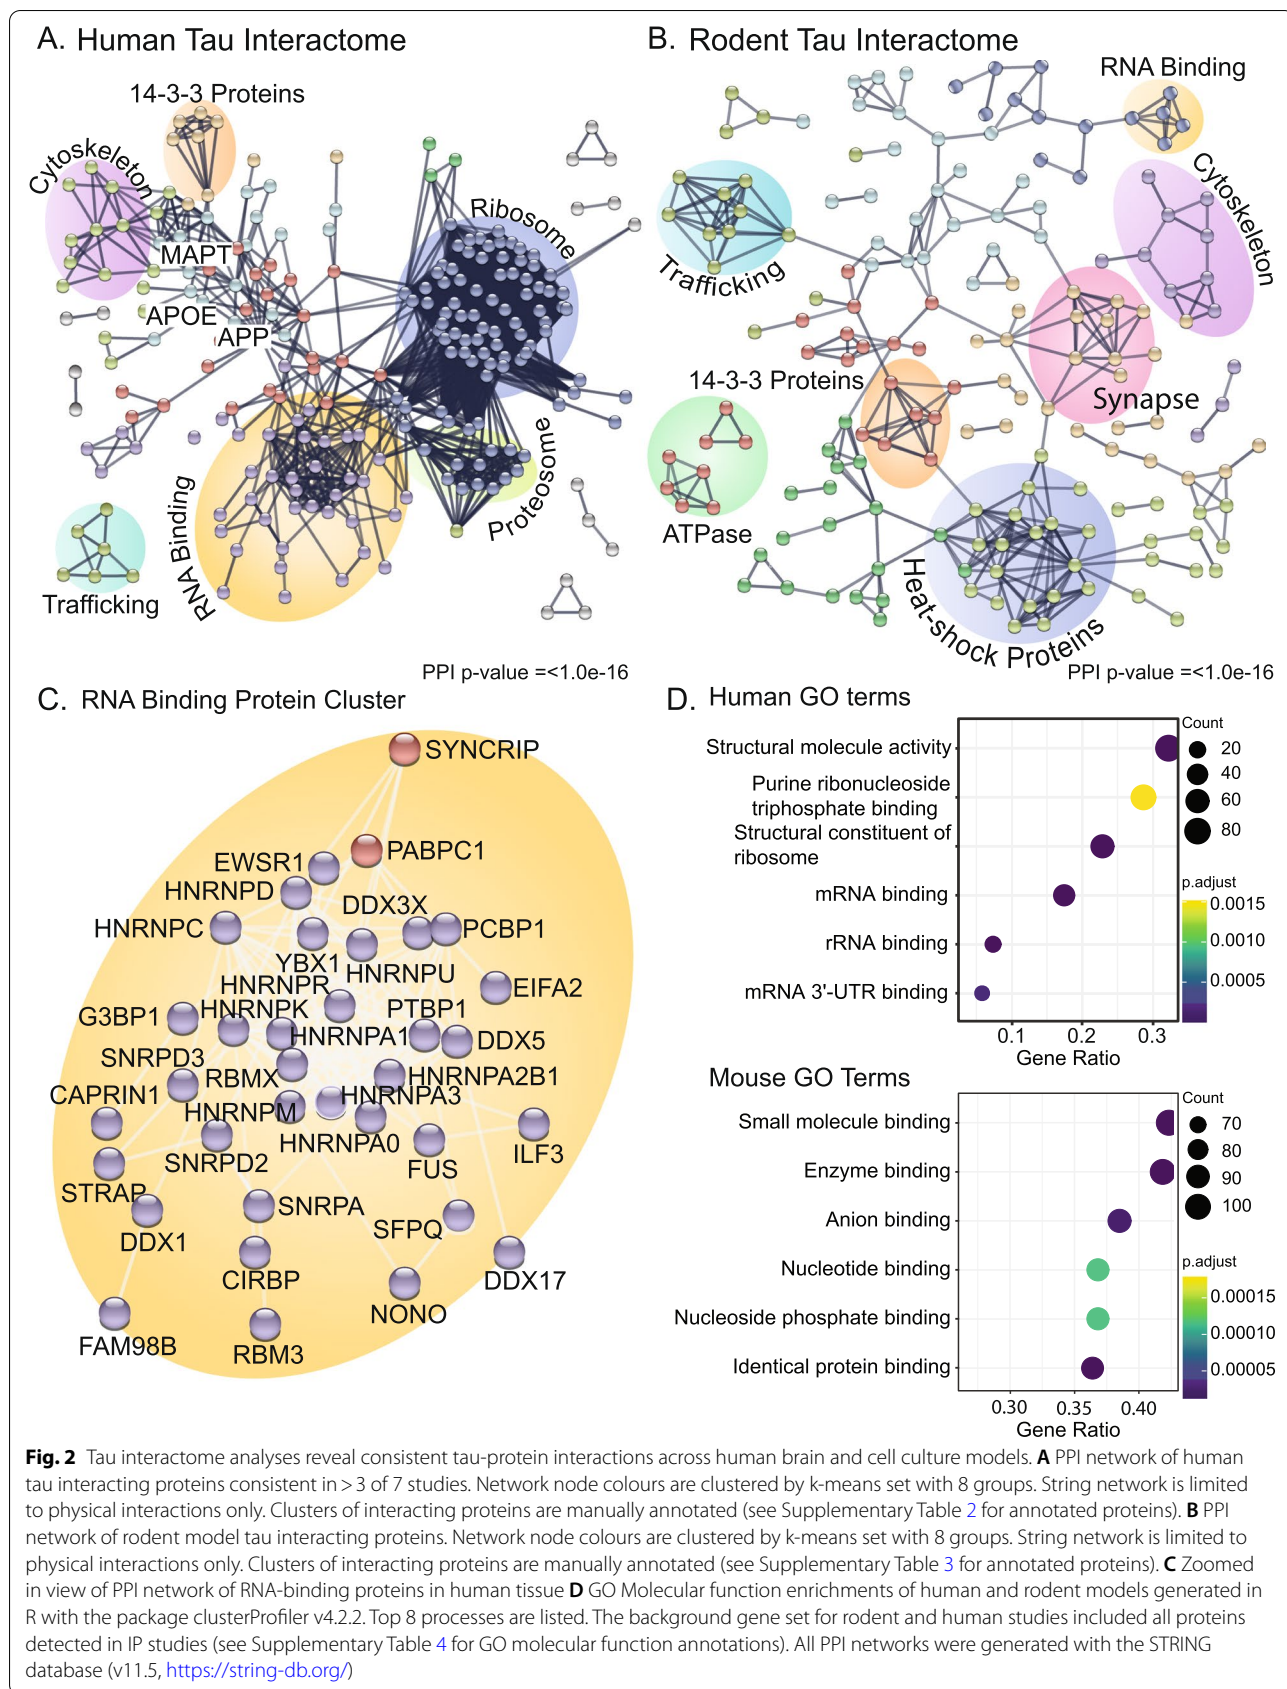 A. Human Tau Interactome
14-3-3 Proteins
Cytoskeleton
MAPT
APOE
APP
Ribosome
RNA Binding
Proteosome
Trafficking
PPI p-value =<1.0e-16
B. Rodent Tau Interactome
RNA Binding
Cytoskeleton
Trafficking
14-3-3 Proteins
Synapse
ATPase
Heat-shock Proteins
PPI p-value =<1.0e-16
C. RNA Binding Protein Cluster
SYNCRIP
PABPC1
EWSR1
HNRNPD
DDX3X
HNRNPC
PCBP1
YBX1
HNRNPU
HNRNPR
EIFA2
G3BP1
HNRNPK
PTBP1
HNRNPA1
DDX5
SNRPD3
RBMX
HNRNPA2B1
CAPRIN1
HNRNPM
HNRNPA3
HNRNPA0
ILF3
SNRPD2
FUS
STRAP
SNRPA
SFPQ
DDX1
CIRBP
DDX17
NONO
FAM98B
RBM3
D. Human GO terms
Structural molecule activity
Purine ribonucleoside
triphosphate binding
Structural constituent of
ribosome
mRNA binding
rRNA binding
mRNA 3'-UTR binding
0.1 0.2 0.3
Gene Ratio
Count
20
40
60
80
p.adjust
0.0015
0.0010
0.0005
Mouse GO Terms
Small molecule binding
Enzyme binding
Anion binding
Nucleotide binding
Nucleoside phosphate binding
Identical protein binding
0.30 0.35 0.40
Gene Ratio
Count
70
80
90
100
p.adjust
0.00015
0.00010
0.00005
Fig. 2 Tau interactome analyses reveal consistent tau-protein interactions across human brain and cell culture models. A PPI network of human
tau interacting proteins consistent in > 3 of 7 studies. Network node colours are clustered by k-means set with 8 groups. String network is limited
to physical interactions only. Clusters of interacting proteins are manually annotated (see Supplementary Table 2 for annotated proteins). B PPI
network of rodent model tau interacting proteins. Network node colours are clustered by k-means set with 8 groups. String network is limited to
physical interactions only. Clusters of interacting proteins are manually annotated (see Supplementary Table 3 for annotated proteins). C Zoomed
in view of PPI network of RNA-binding proteins in human tissue D GO Molecular function enrichments of human and rodent models generated in
R with the package clusterProfiler v4.2.2. Top 8 processes are listed. The background gene set for rodent and human studies included all proteins
detected in IP studies (see Supplementary Table 4 for GO molecular function annotations). All PPI networks were generated with the STRING
database (v11.5, https://string-db.org/)